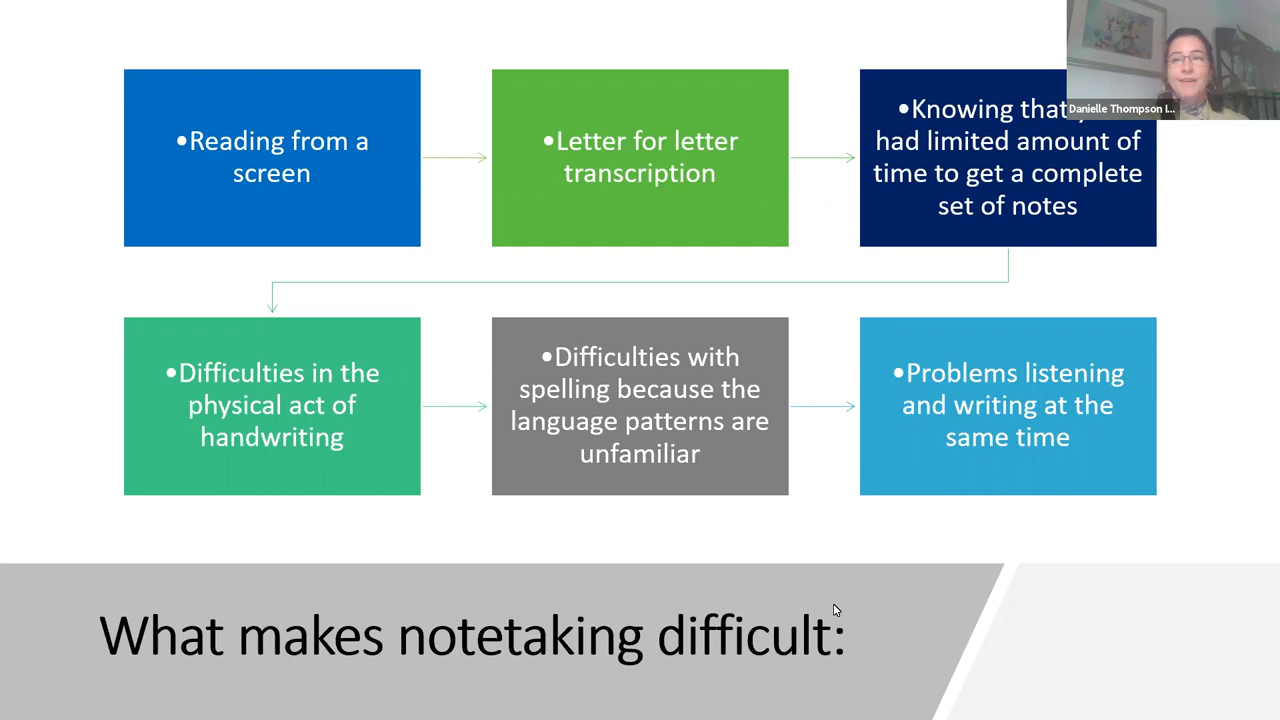 •Reading from a
screen
•Letter for letter
transcription
•Knowing that
had limited amount of
time to get a complete
set of notes
Danielle Thompson I...
•Difficulties in the
physical act of
handwriting
•Difficulties with
spelling because the
language patterns are
unfamiliar
•Problems listening
and writing at the
same time
What makes notetaking difficult: